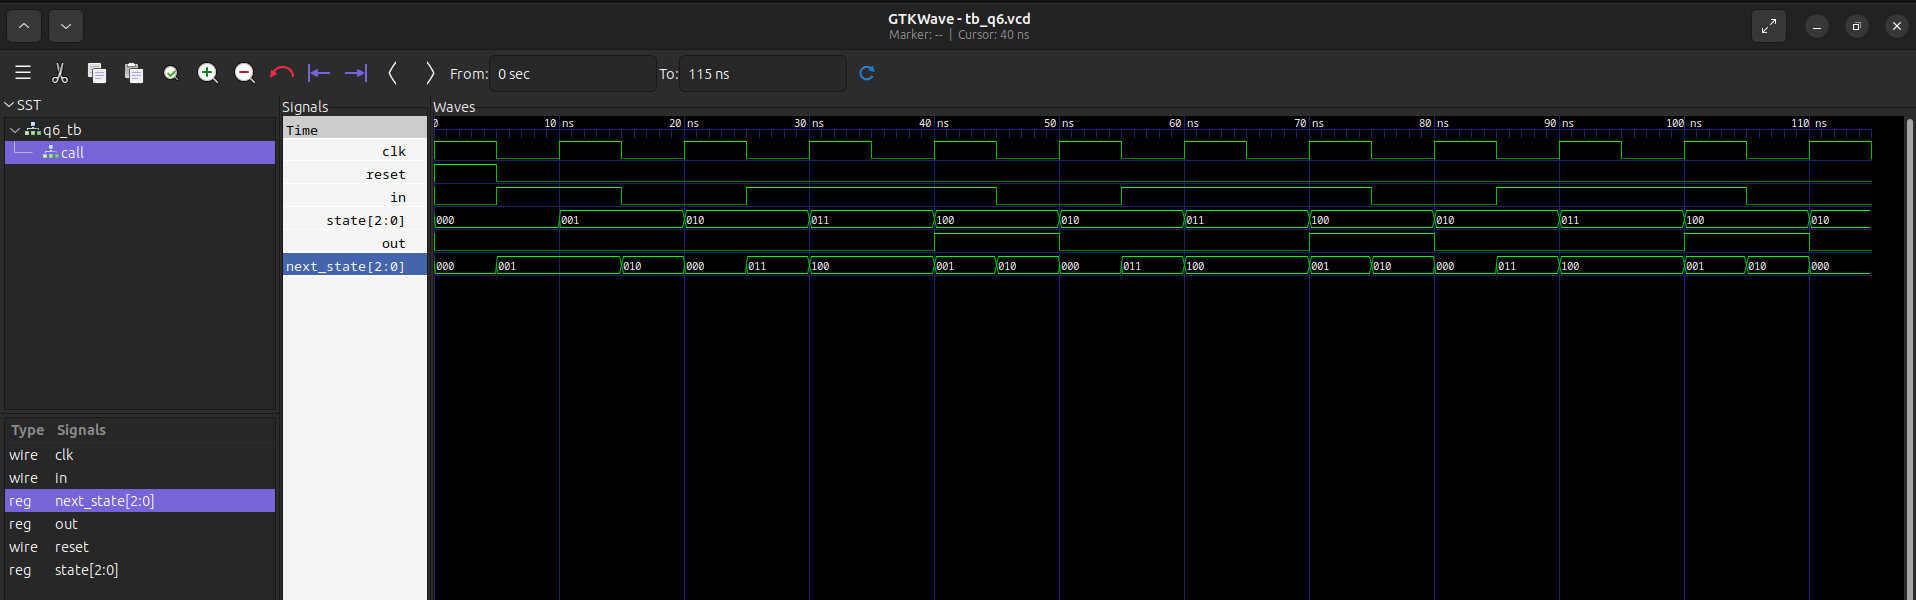 GTKWave - tb_q6.vcd
Marker: -- | Cursor: 40 ns
From: 0 sec To: 115 ns
SST
q6_tb
call
Type Signals
wire clk
wire in
reg next_state[2:0]
reg out
wire reset
reg state[2:0]
Signals
Time
clk
reset
in
state[2:0]
out
next_state[2:0]
Waves
0 10 ns 20 ns 30 ns 40 ns 50 ns 60 ns 70 ns 80 ns 90 ns 100 ns 110 ns
000 001 010 011 100 010 011 100 010 011 100 010
000 001 010 000 011 100 001 010 000 011 100 001 010 000 011 100 001 010 000